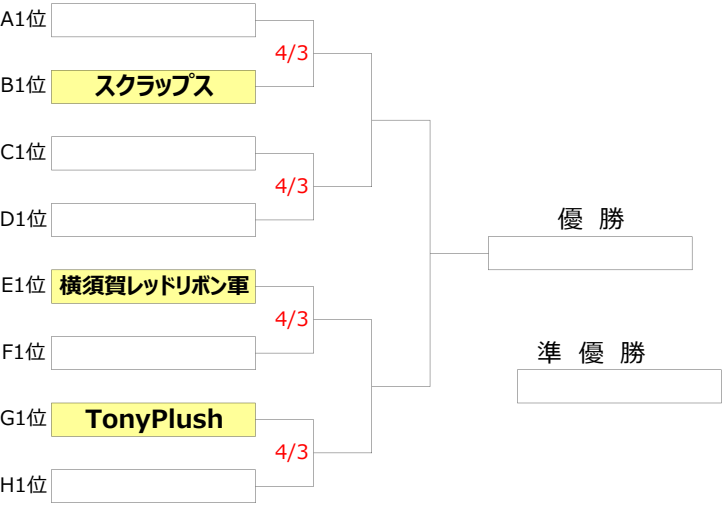 A1位
4/3
B1位 スクラップス
C1位
4/3
D1位
優 勝
E1位 横須賀レッドリボン軍
4/3
F1位
準 優 勝
G1位 TonyPlush
4/3
H1位